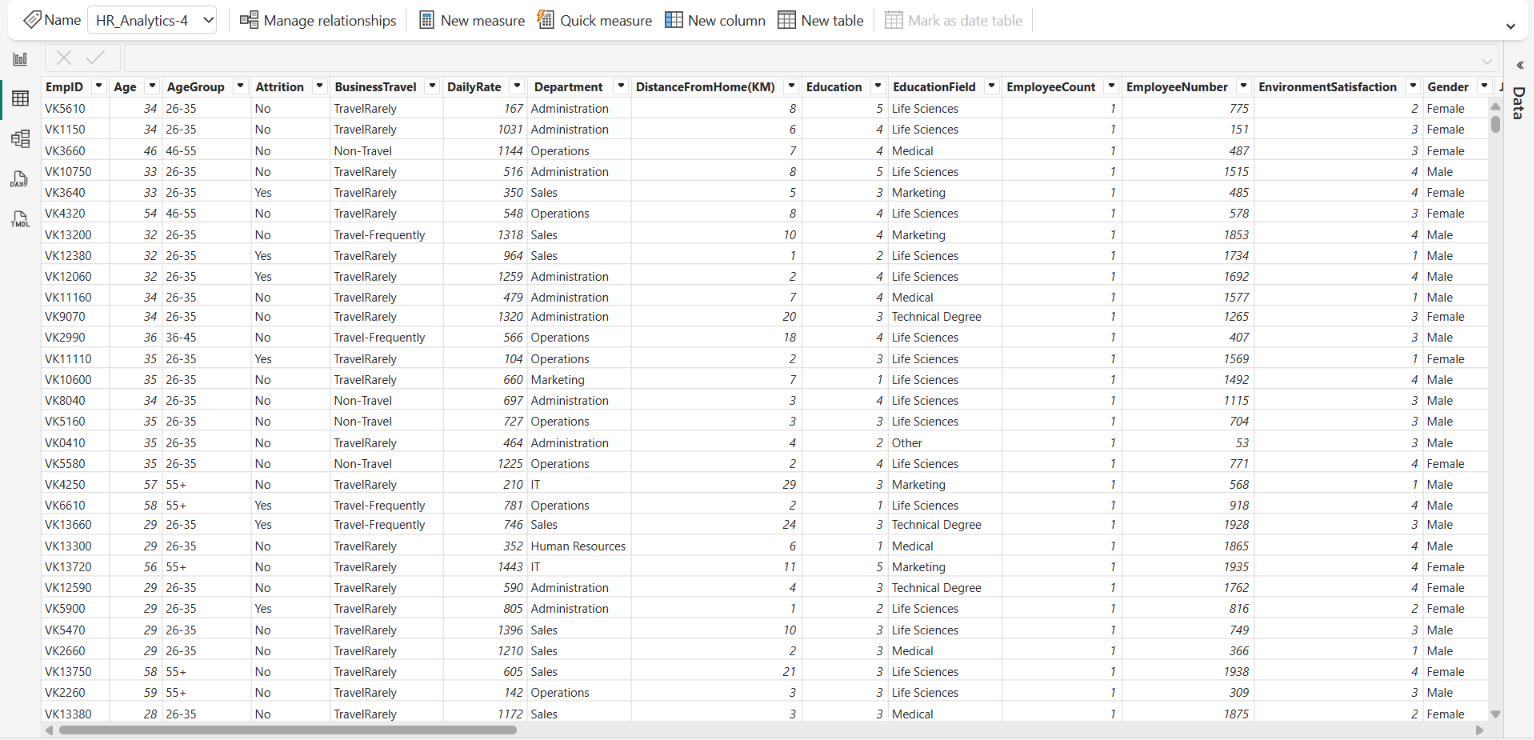 Name HR_Analytics-4 Manage relationships New measure Quick measure New column New table Mark as date table
EmpID Age AgeGroup Attrition BusinessTravel DailyRate Department DistanceFromHome(KM) Education EducationField EmployeeCount EmployeeNumber EnvironmentSatisfaction Gender J
VK5610 34 26-35 No TravelRarely 167 Administration 8 5 Life Sciences 1 775 2 Female
VK1150 34 26-35 No TravelRarely 1031 Administration 6 4 Life Sciences 1 151 3 Female
VK3660 46 46-55 No Non-Travel 1144 Operations 7 4 Medical 1 487 3 Female
VK10750 33 26-35 No TravelRarely 516 Administration 8 5 Life Sciences 1 1515 4 Male
VK3640 33 26-35 Yes TravelRarely 350 Sales 5 3 Marketing 1 485 4 Female
VK4320 54 46-55 No TravelRarely 548 Operations 8 4 Life Sciences 1 578 3 Female
VK13200 32 26-35 No Travel-Frequently 1318 Sales 10 4 Marketing 1 1853 4 Male
VK12380 32 26-35 Yes TravelRarely 964 Sales 1 2 Life Sciences 1 1734 1 Male
VK12060 32 26-35 Yes TravelRarely 1259 Administration 2 4 Life Sciences 1 1692 4 Male
VK11160 34 26-35 No TravelRarely 479 Administration 7 4 Medical 1 1577 1 Male
VK9070 34 26-35 No TravelRarely 1320 Administration 20 3 Technical Degree 1 1265 3 Female
VK2990 36 36-45 No Travel-Frequently 566 Operations 18 4 Life Sciences 1 407 3 Male
VK11110 35 26-35 Yes TravelRarely 104 Operations 2 3 Life Sciences 1 1569 1 Female
VK10600 35 26-35 No TravelRarely 660 Marketing 7 1 Life Sciences 1 1492 4 Male
VK8040 34 26-35 No Non-Travel 697 Administration 3 4 Life Sciences 1 1115 3 Male
VK5160 35 26-35 No Non-Travel 727 Operations 3 3 Life Sciences 1 704 3 Male
VK0410 35 26-35 No TravelRarely 464 Administration 4 2 Other 1 53 3 Male
VK5580 35 26-35 No Non-Travel 1225 Operations 2 4 Life Sciences 1 771 4 Female
VK4250 57 55+ No TravelRarely 210 IT 29 3 Marketing 1 568 1 Male
VK6610 58 55+ Yes Travel-Frequently 781 Operations 2 1 Life Sciences 1 918 4 Male
VK13660 29 26-35 Yes Travel-Frequently 746 Sales 24 3 Technical Degree 1 1928 3 Male
VK13300 29 26-35 No TravelRarely 352 Human Resources 6 1 Medical 1 1865 4 Male
VK13720 56 55+ No TravelRarely 1443 IT 11 5 Marketing 1 1935 4 Female
VK12590 29 26-35 No TravelRarely 590 Administration 4 3 Technical Degree 1 1762 4 Female
VK5900 29 26-35 Yes TravelRarely 805 Administration 1 2 Life Sciences 1 816 2 Female
VK5470 29 26-35 No TravelRarely 1396 Sales 10 3 Life Sciences 1 749 3 Male
VK2660 29 26-35 No TravelRarely 1210 Sales 2 3 Medical 1 366 1 Male
VK13750 58 55+ No TravelRarely 605 Sales 21 3 Life Sciences 1 1938 4 Female
VK2260 59 55+ No TravelRarely 142 Operations 3 3 Life Sciences 1 309 3 Male
VK13380 28 26-35 No TravelRarely 1172 Sales 3 3 Medical 1 1875 2 Female
DAX
TMDL
Data